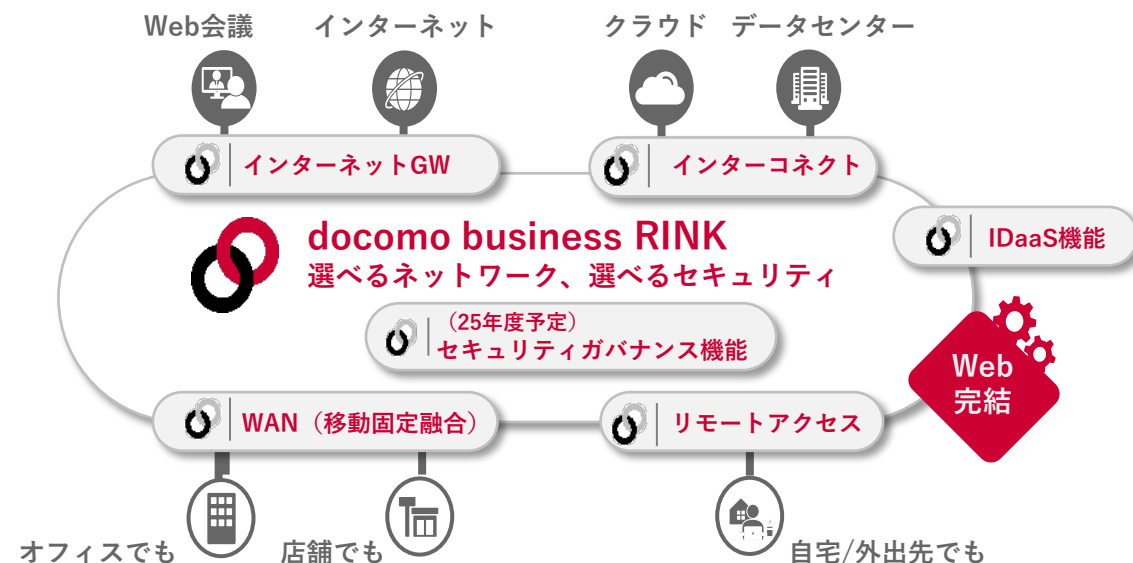 Web会議
インターネット
クラウド
データセンター
インターネットGW
インターコネクト
IDaaS機能
docomo business RINK
選べるネットワーク、選べるセキュリティ
（25年度予定）
セキュリティガバナンス機能
Web
完結
WAN（移動固定融合）
リモートアクセス
オフィスでも
店舗でも
自宅/外出先でも